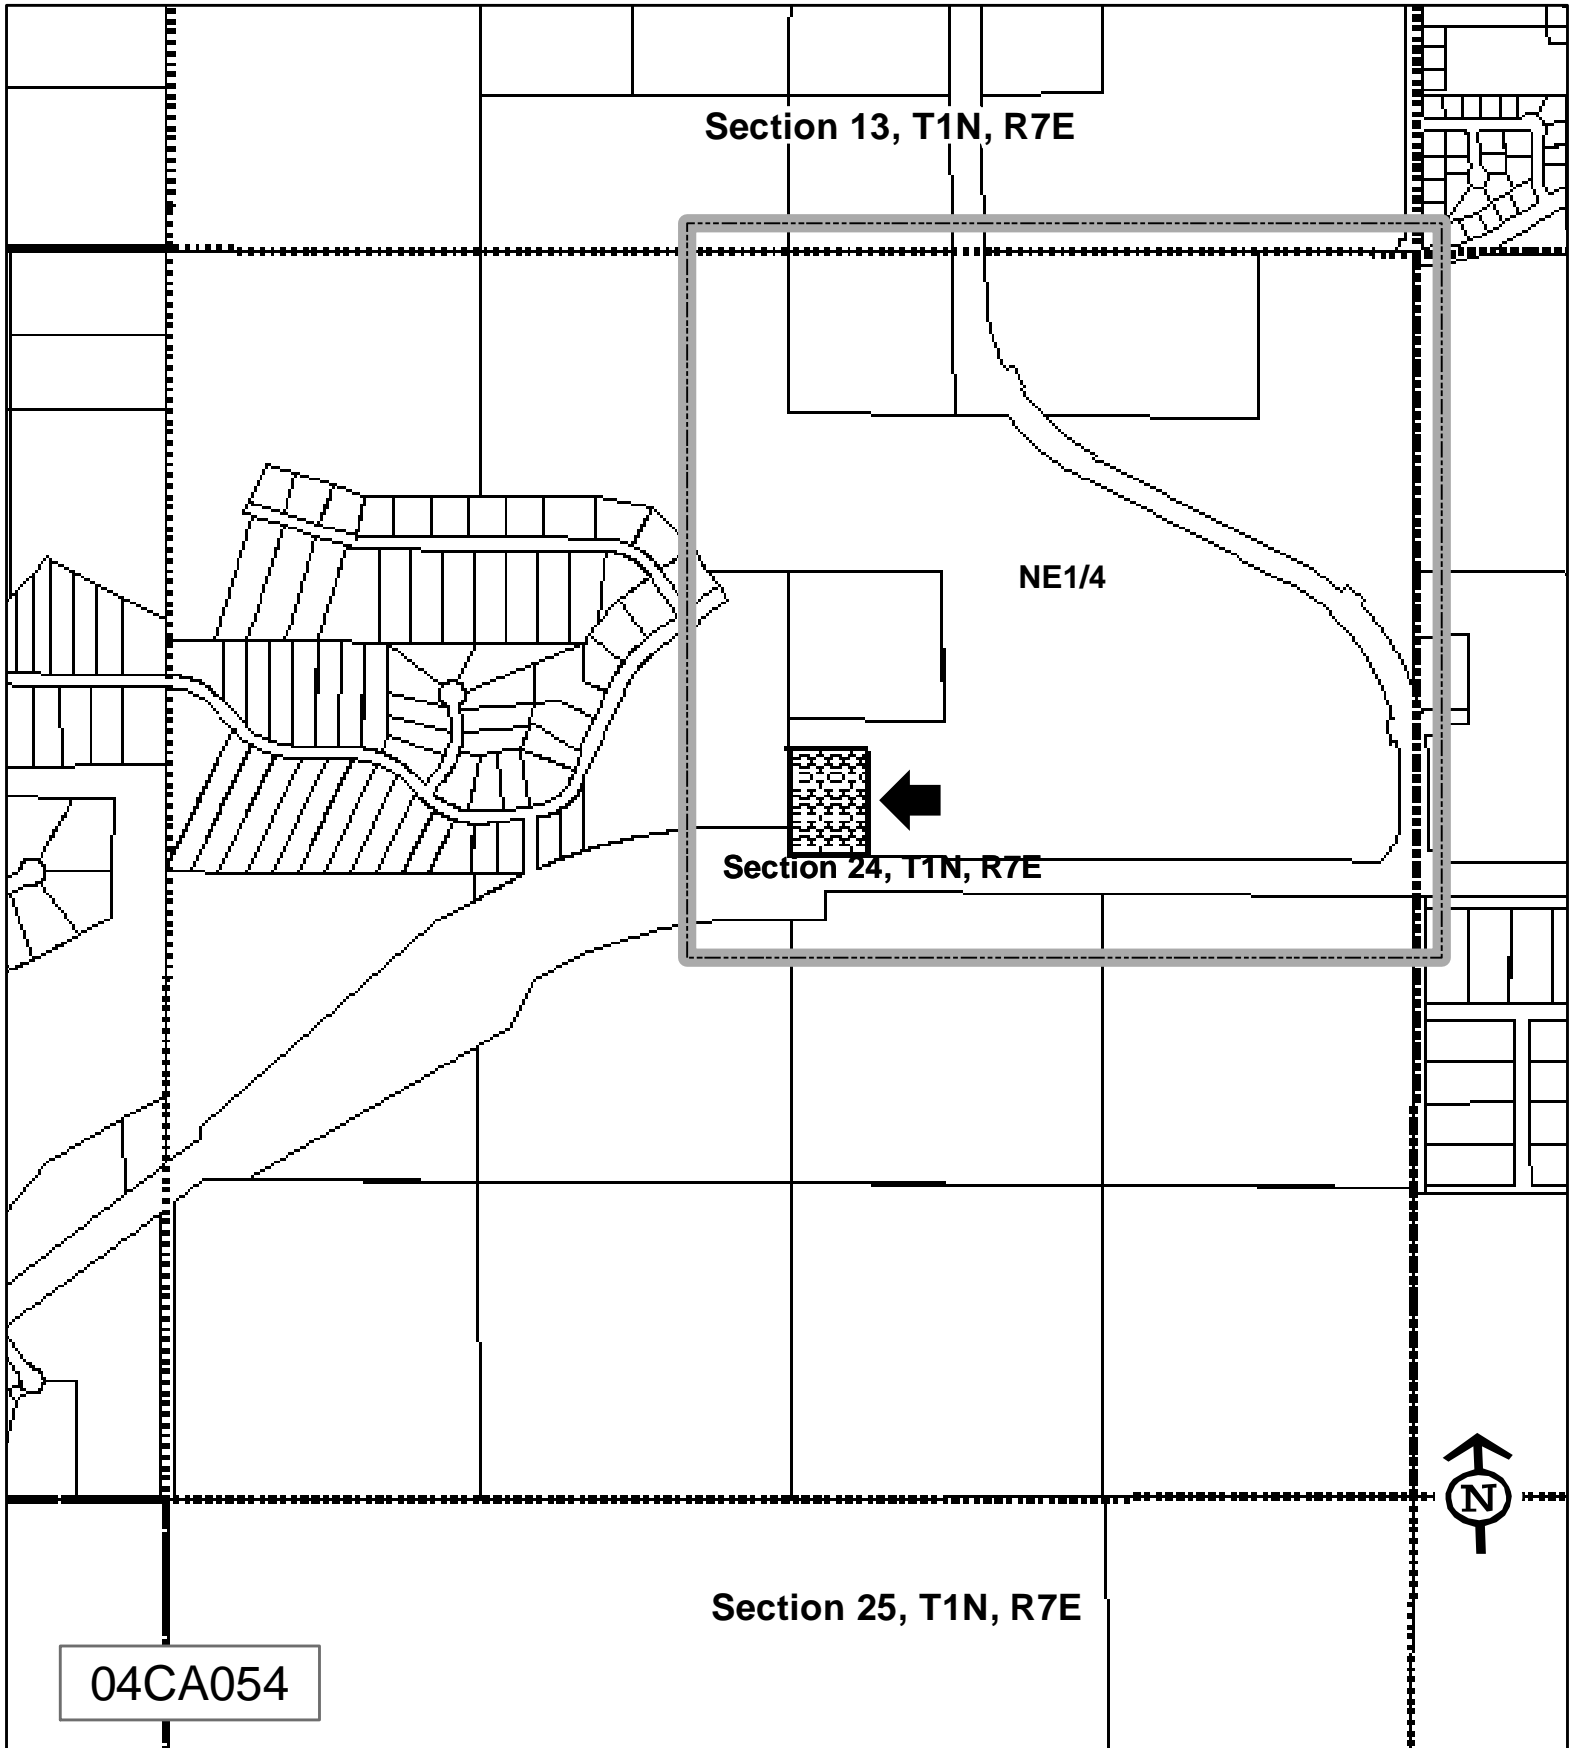 Section 13, T1N, R7E
NE1/4
Section 24, T1N, R7E
N
Section 25, T1N, R7E
04CA054